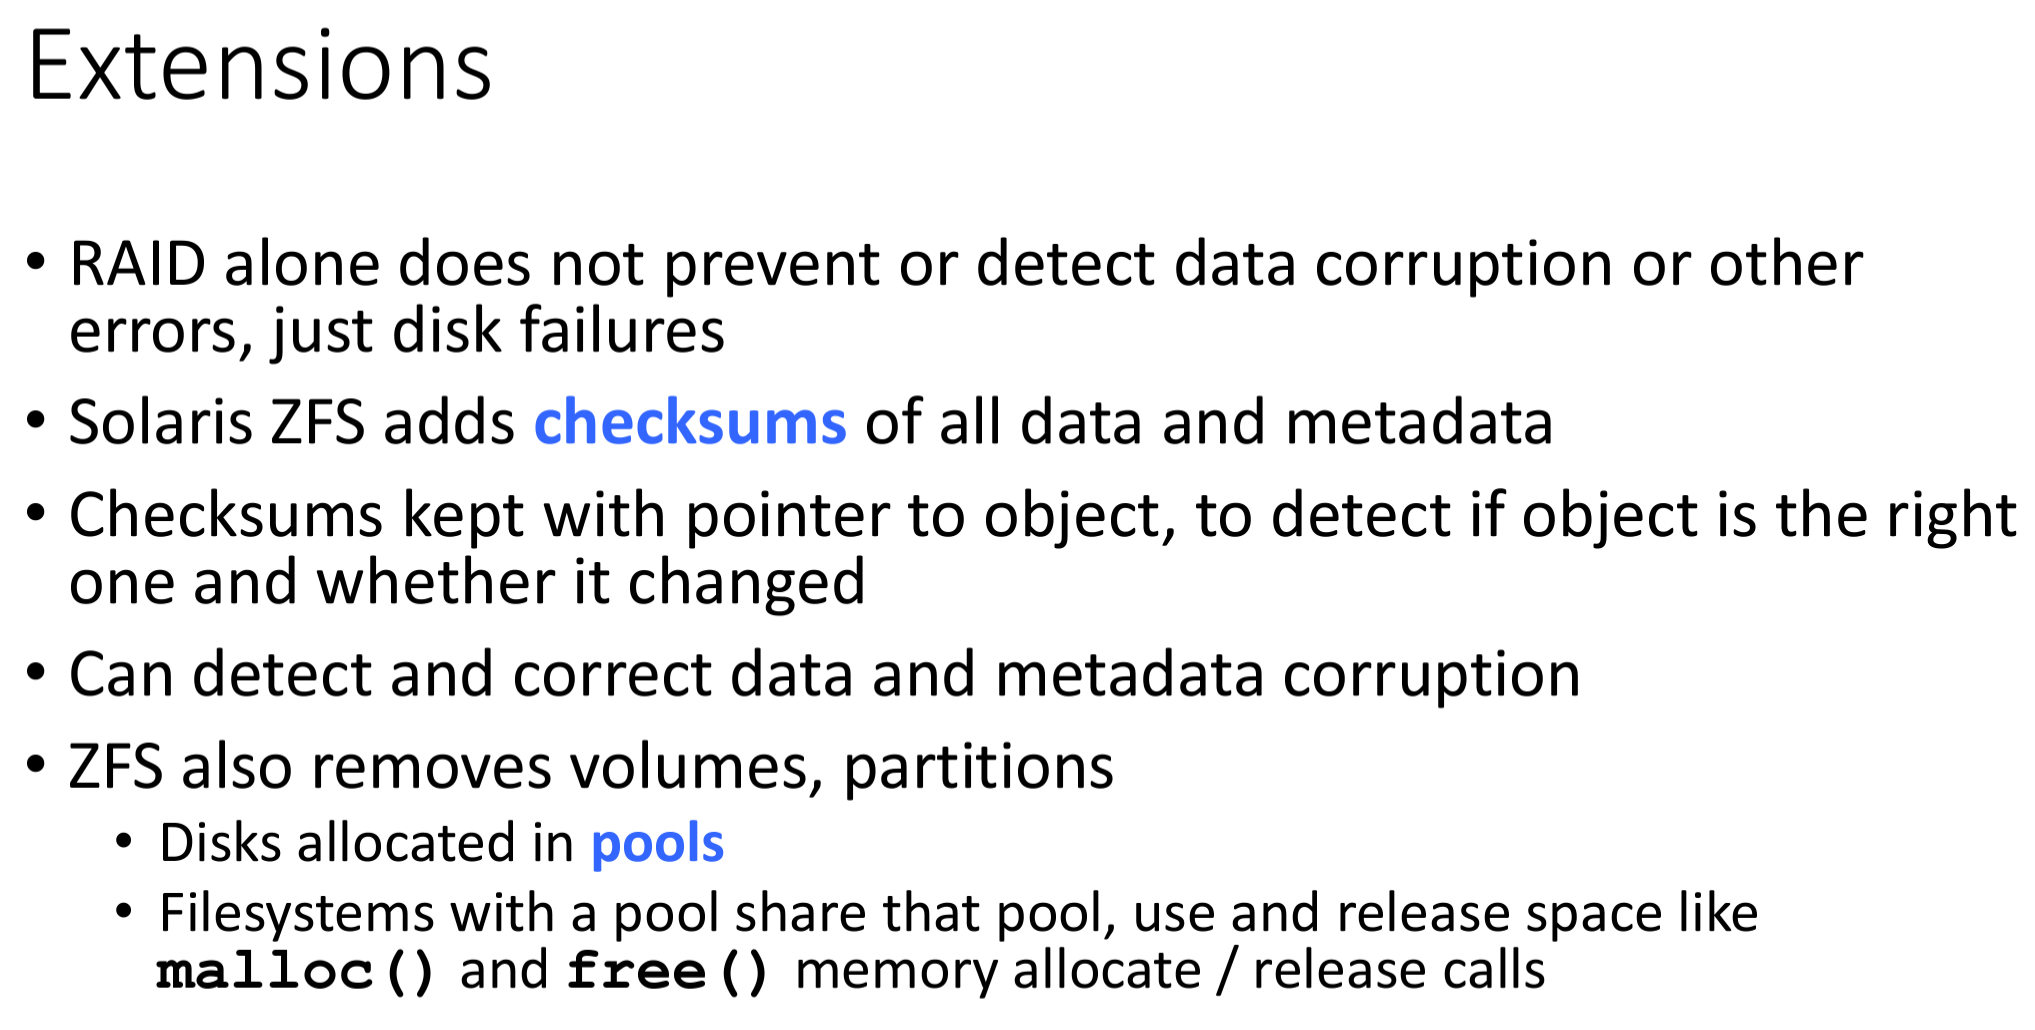 Extensions
• RAID alone does not prevent or detect data corruption or other
errors, just disk failures
• Solaris ZFS adds checksums of all data and metadata
• Checksums kept with pointer to object, to detect if object is the right
one and whether it changed
• Can detect and correct data and metadata corruption
• ZFS also removes volumes, partitions
• Disks allocated in pools
• Filesystems with a pool share that pool, use and release space like
malloc() and free() memory allocate / release calls